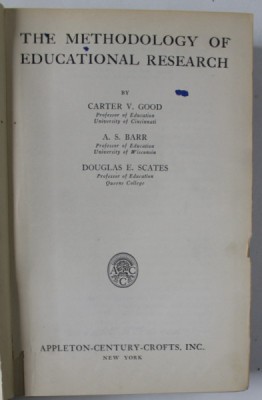 THE METHODOLOGY OF
EDUCATIONAL RESEARCH
BY
CARTER V. GOOD
Professor of Education
University of Cincinnati
A. S. BARR
Professor of Education
University of Wisconsin
DOUGLAS E. SCATES
Professor of Education
Queens College
APPLETON-CENTURY-CROFTS, INC.
NEW YORK